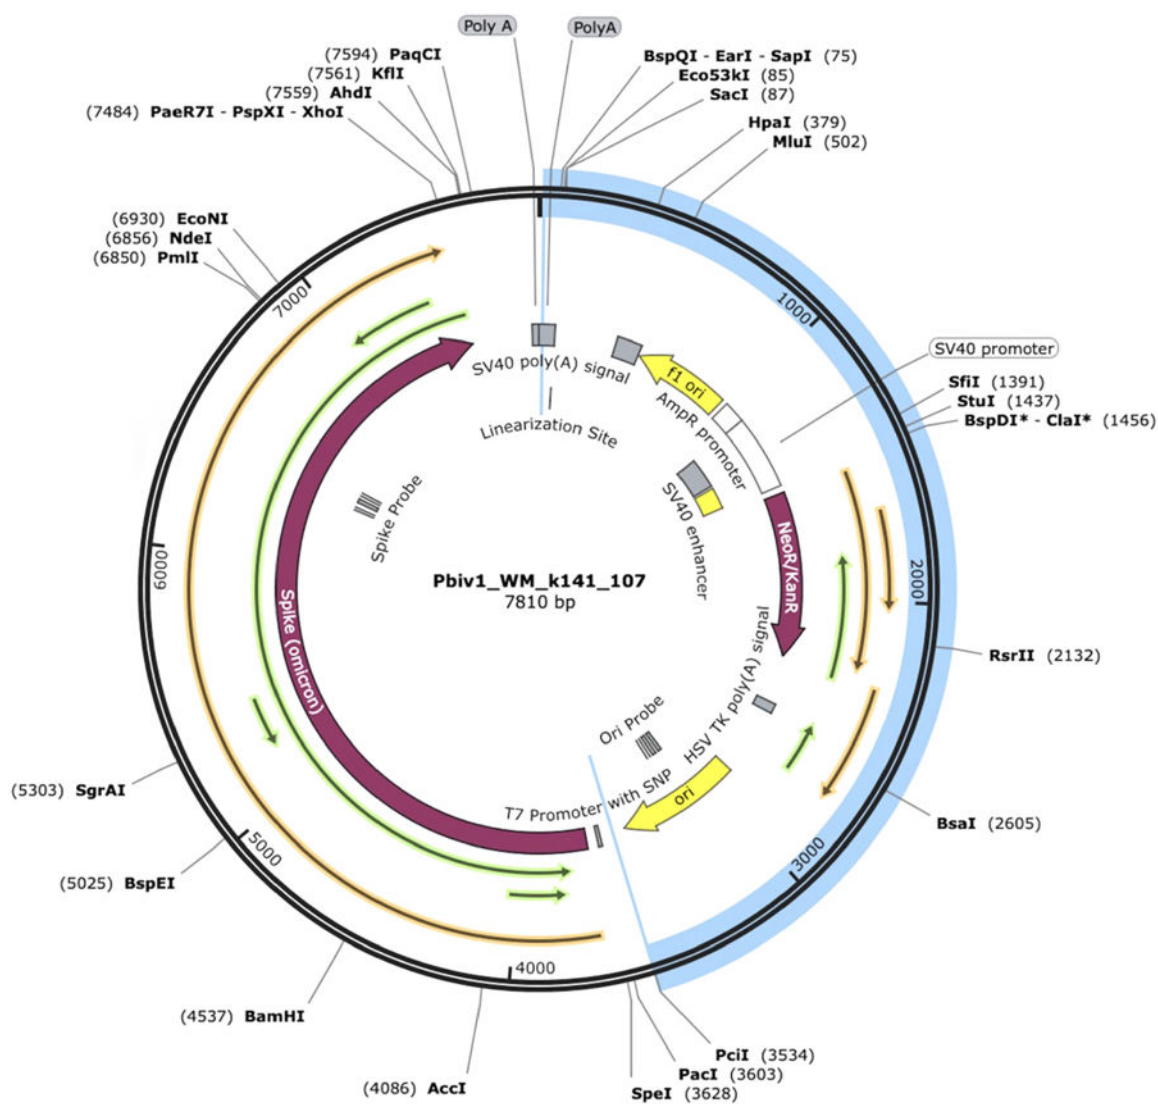 Poly A
PolyA
(7594) PaqCI
(7561) KflI
(7559) AhdI
(7484) PaeR7I - PspXI - XhoI
BspQI - EarI - SapI (75)
Eco53kI (85)
SacI (87)
HpaI (379)
MluI (502)
(6930) EcoNI
(6856) NdeI
(6850) PmlI
7000
1000
SV40 promoter
SfiI (1391)
StuI (1437)
BspDI* - ClaI* (1456)
SV40 poly(A) signal
f1 ori
AmpR promoter
Linearization Site
SV40 enhancer
Spike Probe
NeoR/KanR
6000
2000
Pbiv1_WM_k141_107
7810 bp
Spike (omicron)
RsrII (2132)
HSV TK poly(A) signal
Ori Probe
T7 Promoter with SNP
ori
(5303) SgrAI
BsaI (2605)
5000
3000
(5025) BspEI
4000
(4537) BamHI
(4086) AccI
PciI (3534)
PacI (3603)
SpeI (3628)